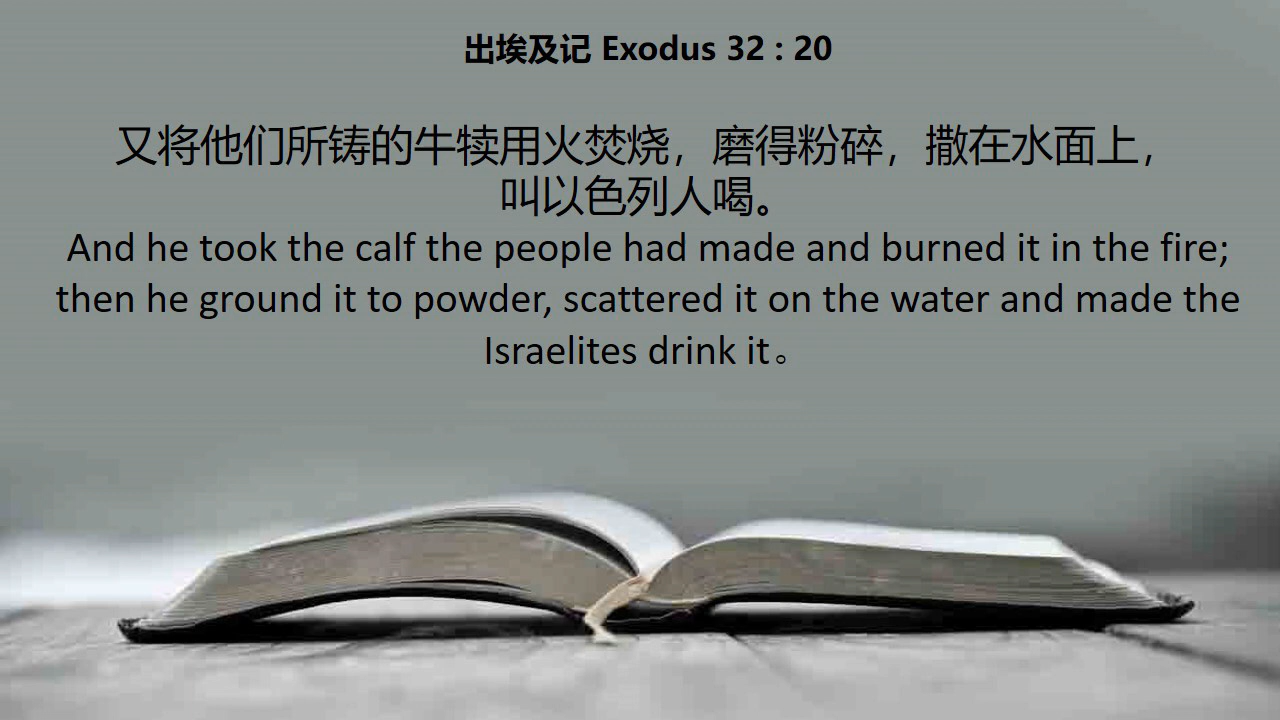 出埃及记 Exodus 32 : 20
又将他们所铸的牛犊用火焚烧，磨得粉碎，撒在水面上，
叫以色列人喝。
And he took the calf the people had made and burned it in the fire;
then he ground it to powder, scattered it on the water and made the
Israelites drink it。